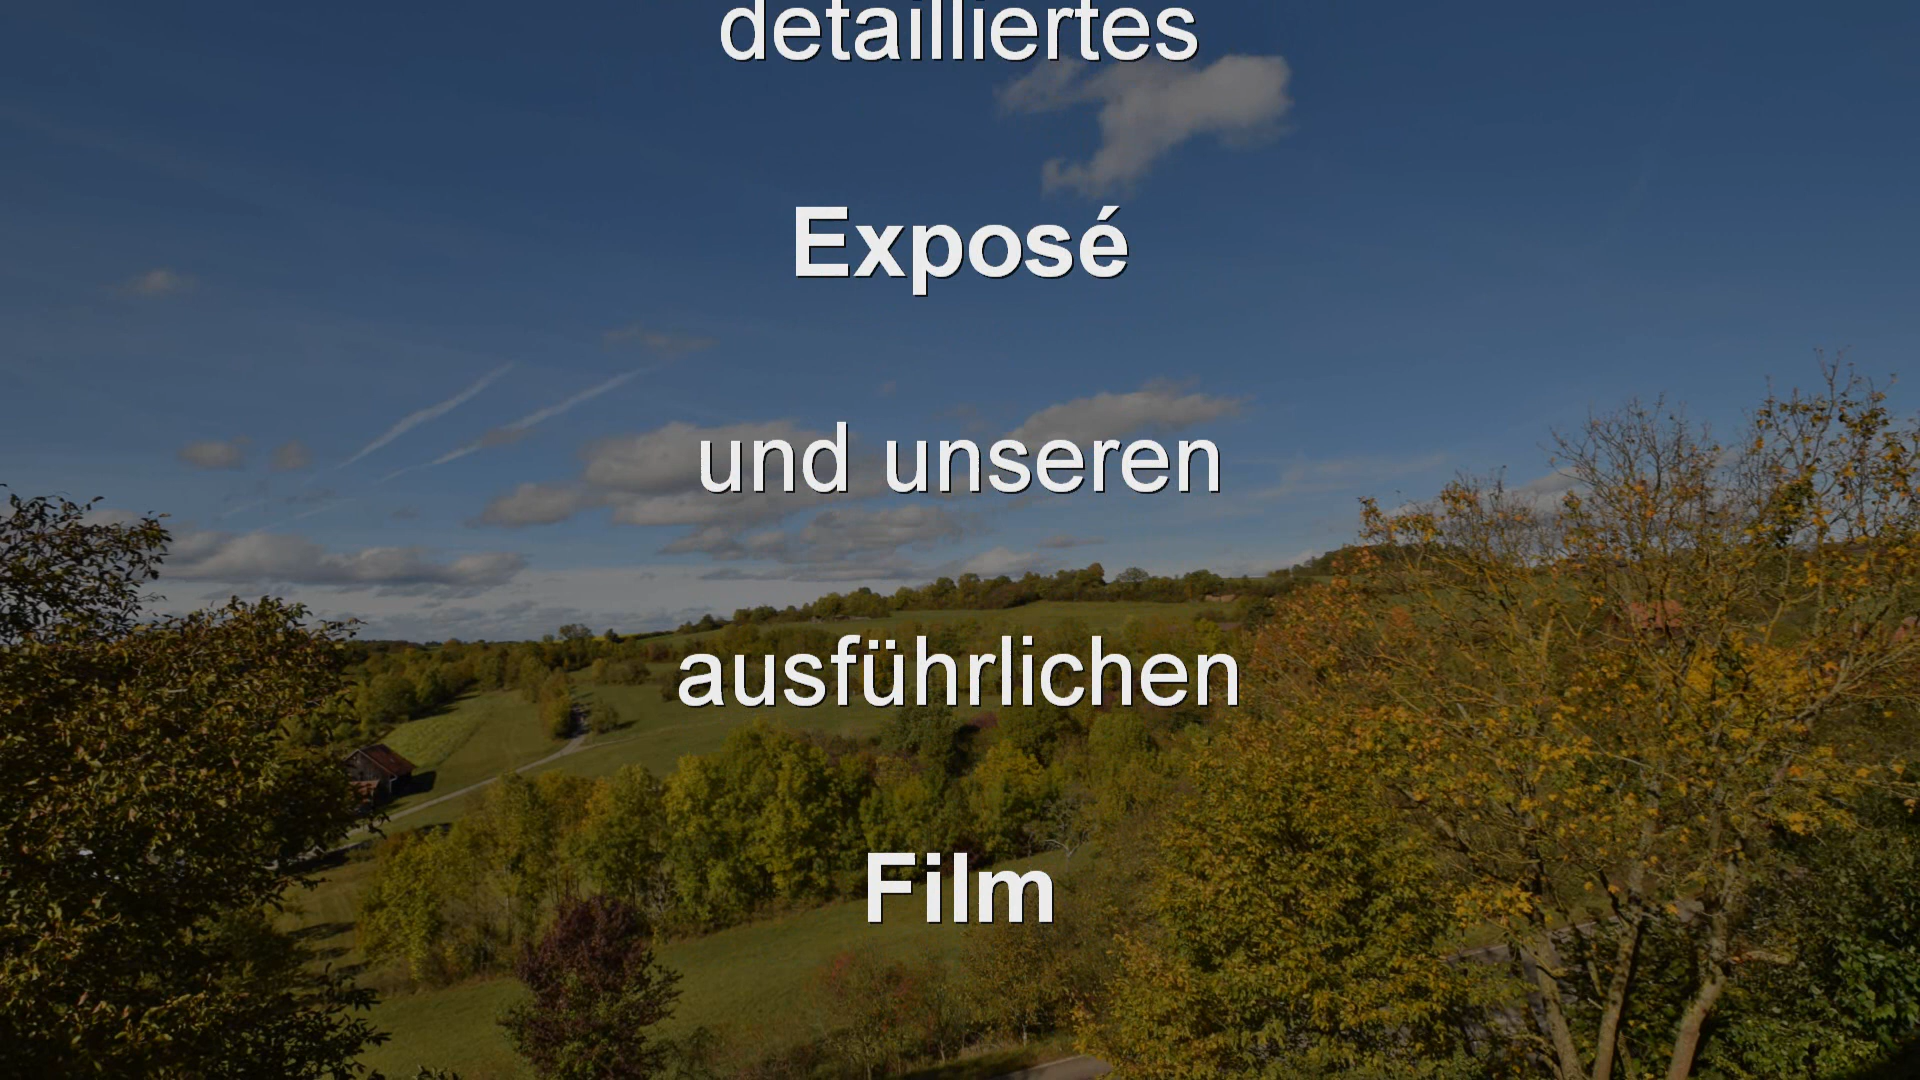 detailliertes
Exposé
und unseren
ausführlichen
Film